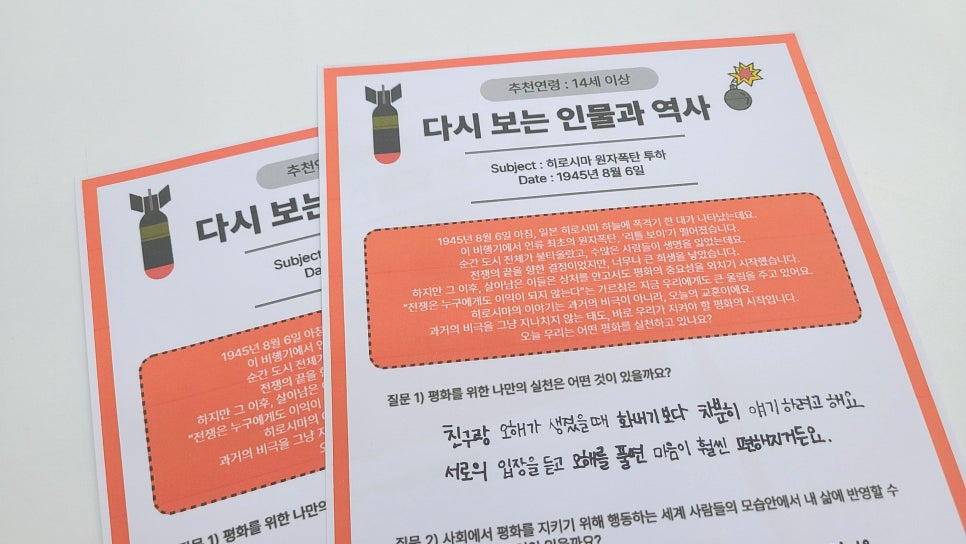 추천연령 : 14세 이상
다시 보는 인물과 역사
Subject : 히로시마 원자폭탄 투하
Date : 1945년 8월 6일
1945년 8월 6일 아침, 일본 히로시마 하늘에 폭격기 한 대가 나타났는데요.
이 비행기에서 인류 최초의 원자폭탄, '리틀 보이'가 떨어졌습니다.
순간 도시 전체가 불타올랐고, 수많은 사람들이 생명을 잃었는데요.
전쟁의 끝을 향한 결정이었지만, 너무나 큰 희생을 낳았습니다.
하지만 그 이후, 살아남은 이들은 상처를 안고서도 평화의 중요성을 외치기 시작했습니다.
"전쟁은 누구에게도 이익이 되지 않는다"는 가르침은 지금 우리에게도 큰 울림을 주고 있어요.
히로시마의 이야기는 과거의 비극이 아니라, 오늘의 교훈이에요.
과거의 비극을 그냥 지나치지 않는 태도, 바로 우리가 지켜야 할 평화의 시작입니다.
오늘 우리는 어떤 평화를 실천하고 있나요?
질문 1) 평화를 위한 나만의 실천은 어떤 것이 있을까요?
친구랑 오해가 생겼을때 화내기보다 차분히 얘기하려고 해요
서로의 입장을 듣고 오해를 풀면 마음이 훨씬 편해지거든요.
질문 2) 사회에서 평화를 지키기 위해 행동하는 세계 사람들의 모습안에서 내 삶에 반영할 수
있을까요?
추천연
다시 보는
Subject
Da
1945년 8월 6일 아침
이 비행기에서 인
순간 도시 전체가
전쟁의 끝을
하지만 그 이후, 살아남은
"전쟁은 누구에게도 이익이
히로시마의
과거의 비극을 그냥 지
오
질문 1) 평화를 위한 나만의